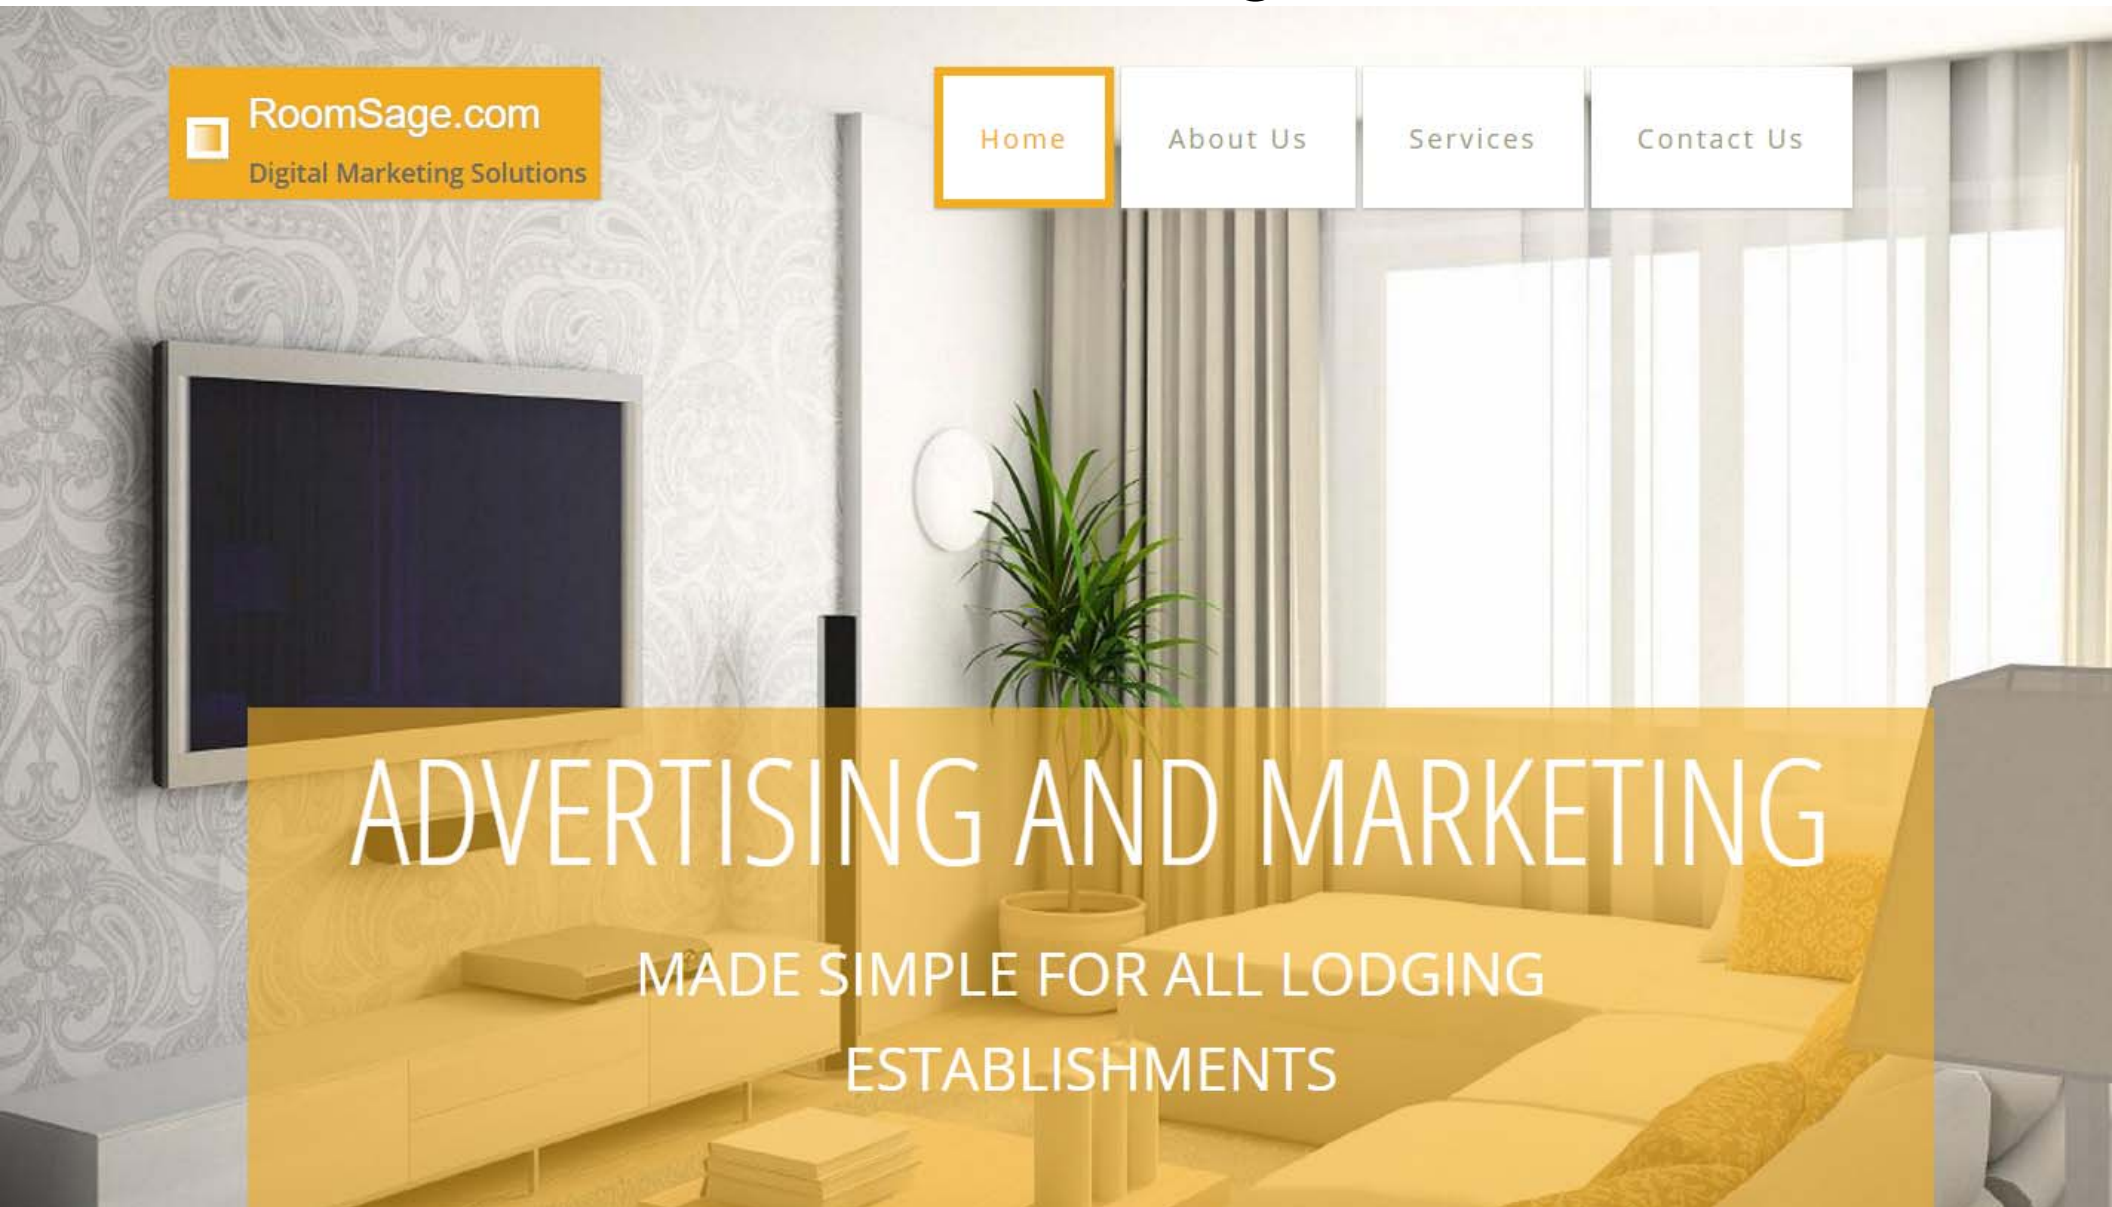 RoomSage.com
Digital Marketing Solutions
Home
About Us
Services
Contact Us
ADVERTISING AND MARKETING
MADE SIMPLE FOR ALL LODGING
ESTABLISHMENTS